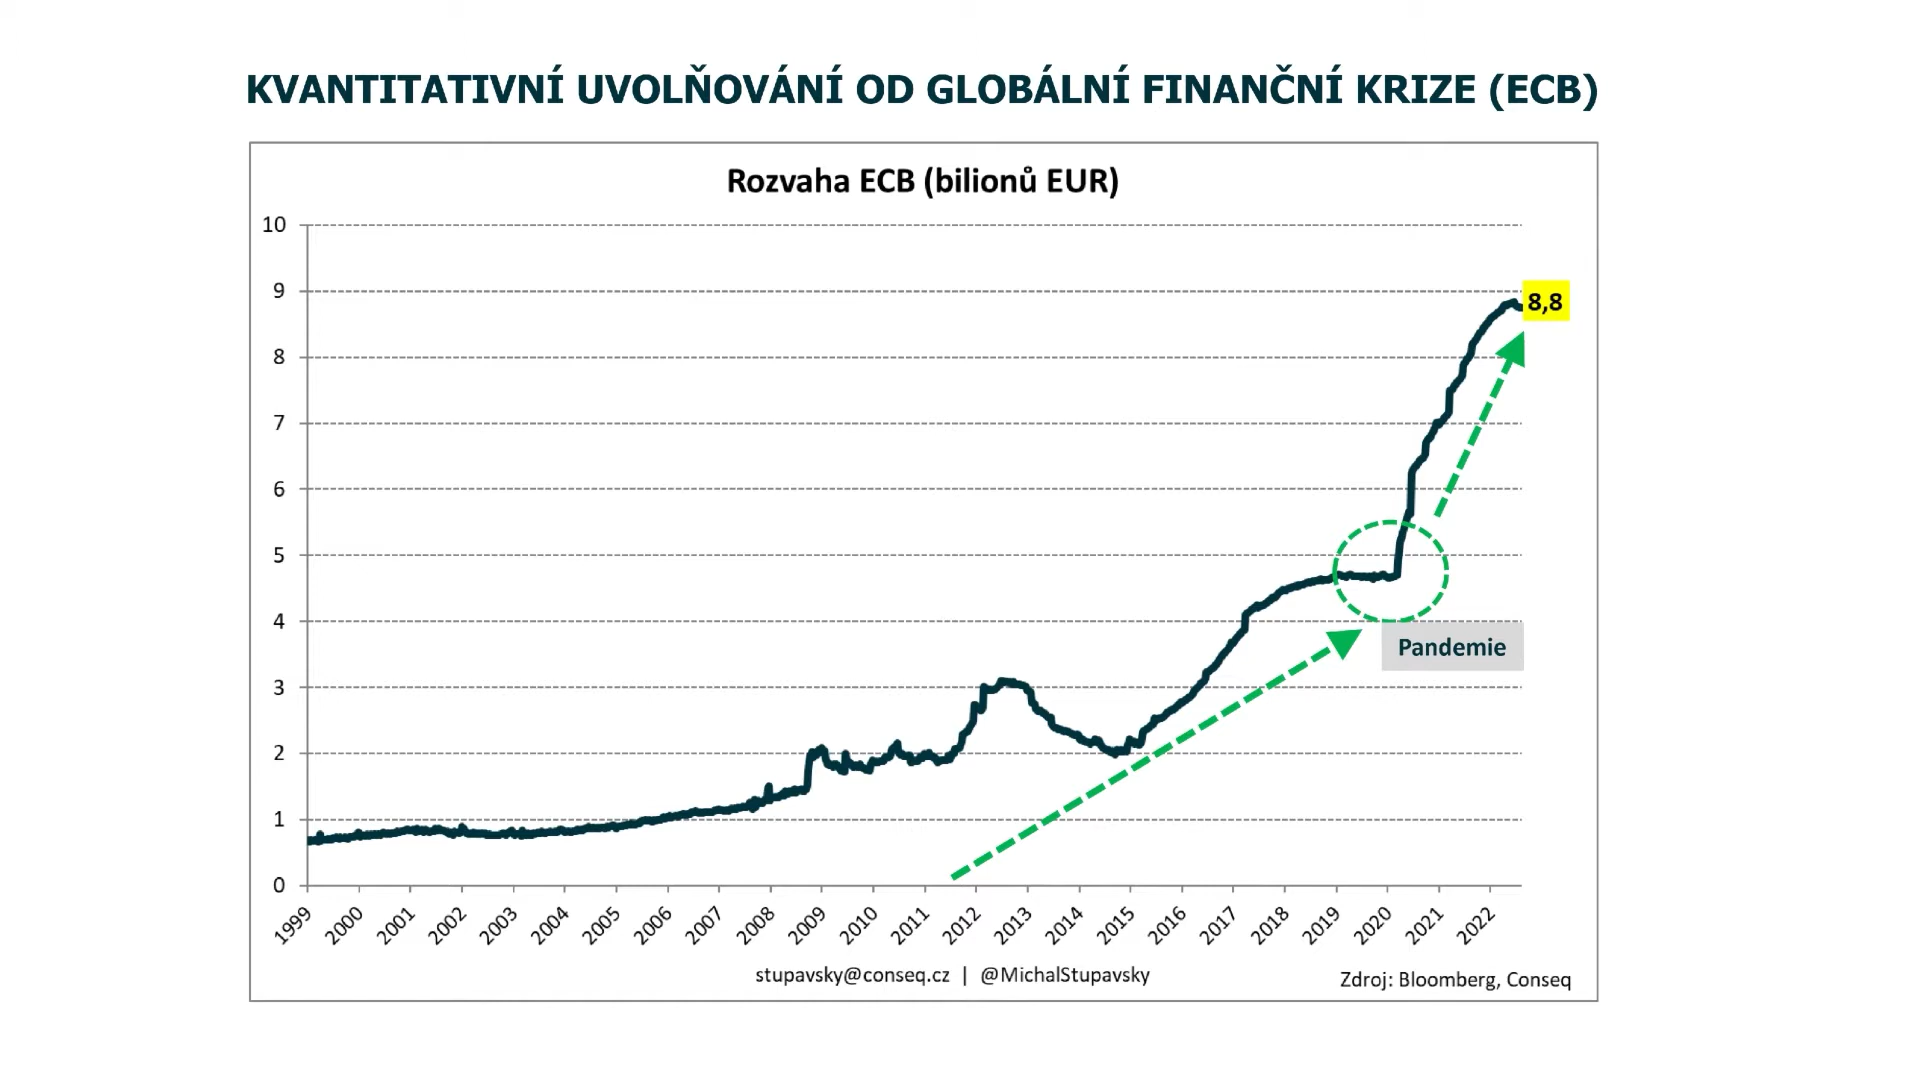 KVANTITATIVNÍ UVOLŇOVÁNÍ OD GLOBÁLNÍ FINANČNÍ KRIZE (ECB)
Rozvaha ECB (bilionů EUR)
10
9
8,8
8
7
6
5
4
Pandemie
3
2
1
0
1999 2000 2001 2002 2003 2004 2005 2006 2007 2008 2009 2010 2011 2012 2013 2014 2015 2016 2017 2018 2019 2020 2021 2022
stupavsky@conseq.cz | @MichalStupavsky
Zdroj: Bloomberg, Conseq